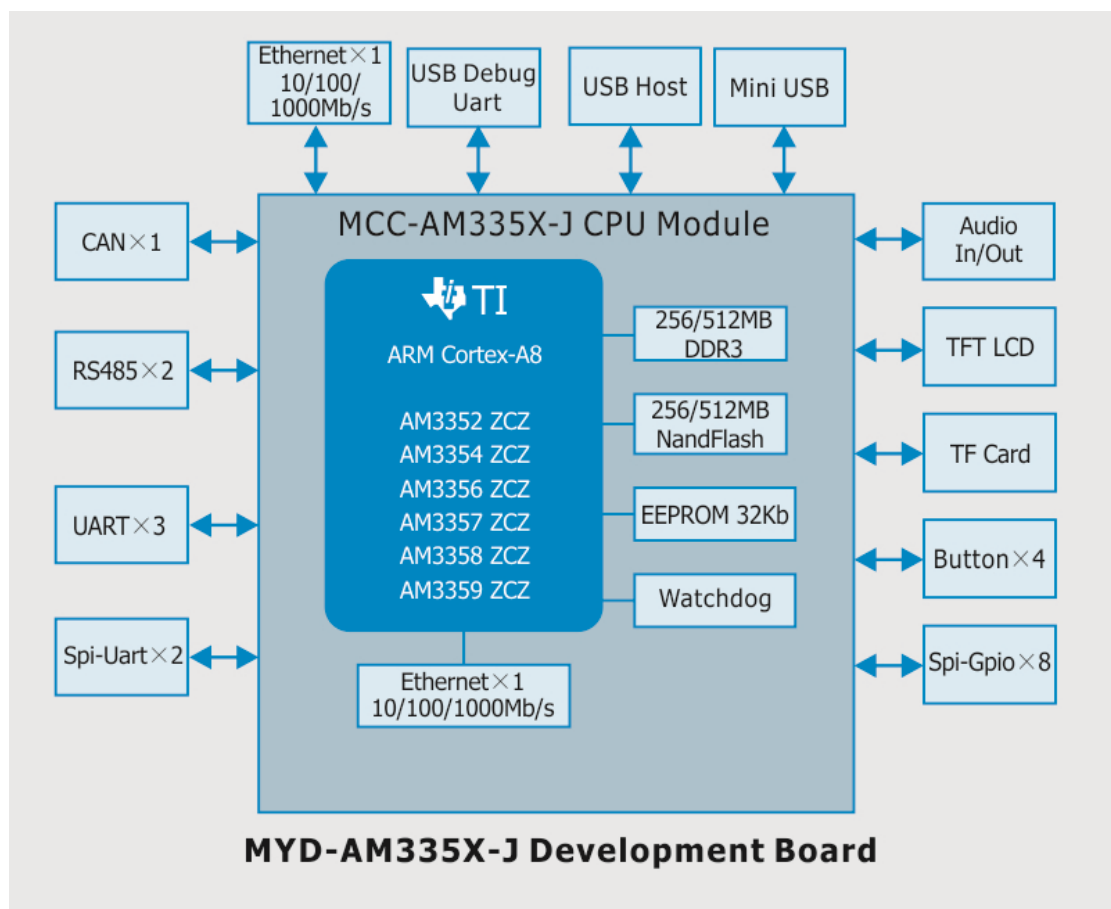 Ethernet×1
10/100/
1000Mb/s
USB Debug
Uart
USB Host
Mini USB
MCC-AM335X-J CPU Module
CAN×1
RS485×2
UART×3
Spi-Uart×2
TI
ARM Cortex-A8
AM3352 ZCZ
AM3354 ZCZ
AM3356 ZCZ
AM3357 ZCZ
AM3358 ZCZ
AM3359 ZCZ
256/512MB
DDR3
256/512MB
NandFlash
EEPROM 32Kb
Watchdog
Ethernet×1
10/100/1000Mb/s
Audio
In/Out
TFT LCD
TF Card
Button×4
Spi-Gpio×8
MYD-AM335X-J Development Board